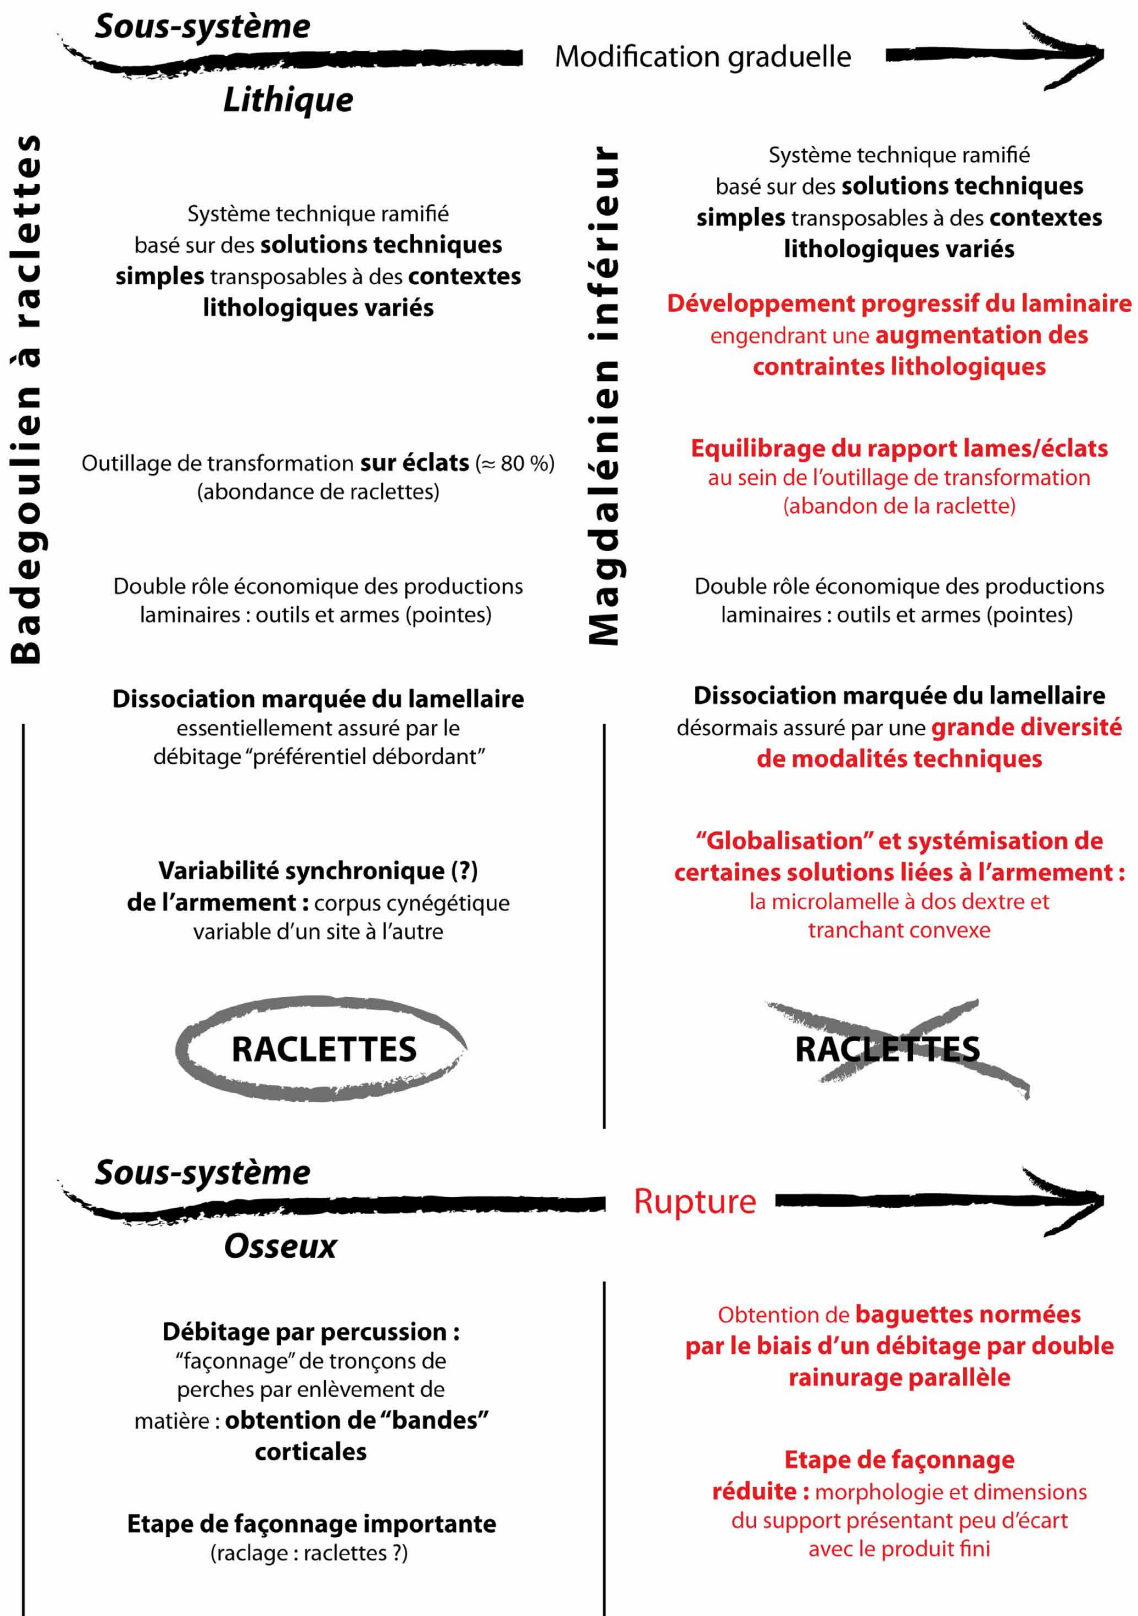 Sous-système
Modification graduelle
Lithique
Badegoulien à raclettes
Système technique ramifié
basé sur des solutions techniques
simples transposables à des contextes
lithologiques variés
Outillage de transformation sur éclats (≈ 80 %)
(abondance de raclettes)
Double rôle économique des productions
laminaires : outils et armes (pointes)
Dissociation marquée du lamellaire
essentiellement assuré par le
débitage “préférentiel débordant”
Variabilité synchronique (?)
de l’armement : corpus cynégétique
variable d’un site à l’autre
RACLETTES
Magdalénien inférieur
Système technique ramifié
basé sur des solutions techniques
simples transposables à des contextes
lithologiques variés
Développement progressif du laminaire
engendrant une augmentation des
contraintes lithologiques
Equilibrage du rapport lames/éclats
au sein de l’outillage de transformation
(abandon de la raclette)
Double rôle économique des productions
laminaires : outils et armes (pointes)
Dissociation marquée du lamellaire
désormais assuré par une grande diversité
de modalités techniques
“Globalisation” et systémisation de
certaines solutions liées à l’armement :
la microlamelle à dos dextre et
tranchant convexe
RACLETTES
Sous-système
Rupture
Osseux
Débitage par percussion :
“façonnage” de tronçons de
perches par enlèvement de
matière : obtention de “bandes”
corticales
Etape de façonnage importante
(raclage : raclettes ?)
Obtention de baguettes normées
par le biais d’un débitage par double
rainurage parallèle
Etape de façonnage
réduite : morphologie et dimensions
du support présentant peu d’écart
avec le produit fini